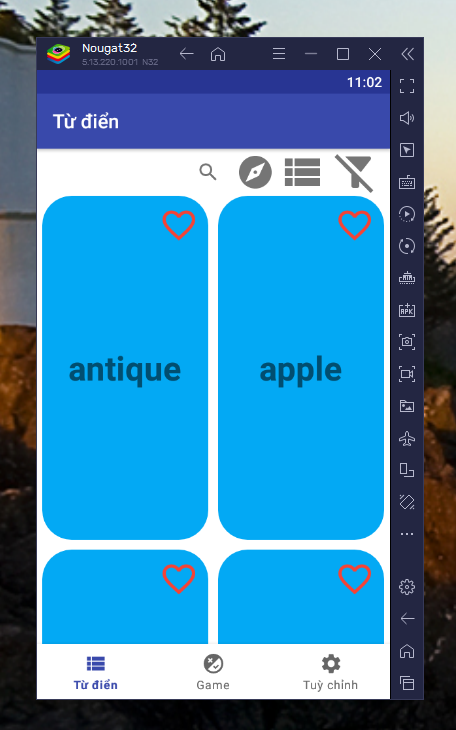 Nougat32
5.13.220.1001 N32
11:02
Từ điển
antique
apple
Từ điển
Game
Tuỳ chỉnh